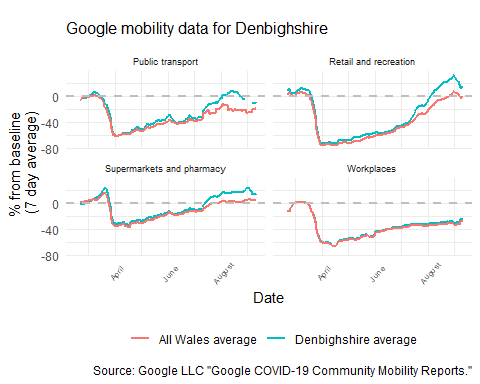 Google mobility data for Denbighshire
Public transport
Retail and recreation
0
-40
-80
Supermarkets and pharmacy
Workplaces
0
-40
-80
% from baseline
(7 day average)
April
June
August
April
June
August
Date
All Wales average
Denbighshire average
Source: Google LLC "Google COVID-19 Community Mobility Reports."